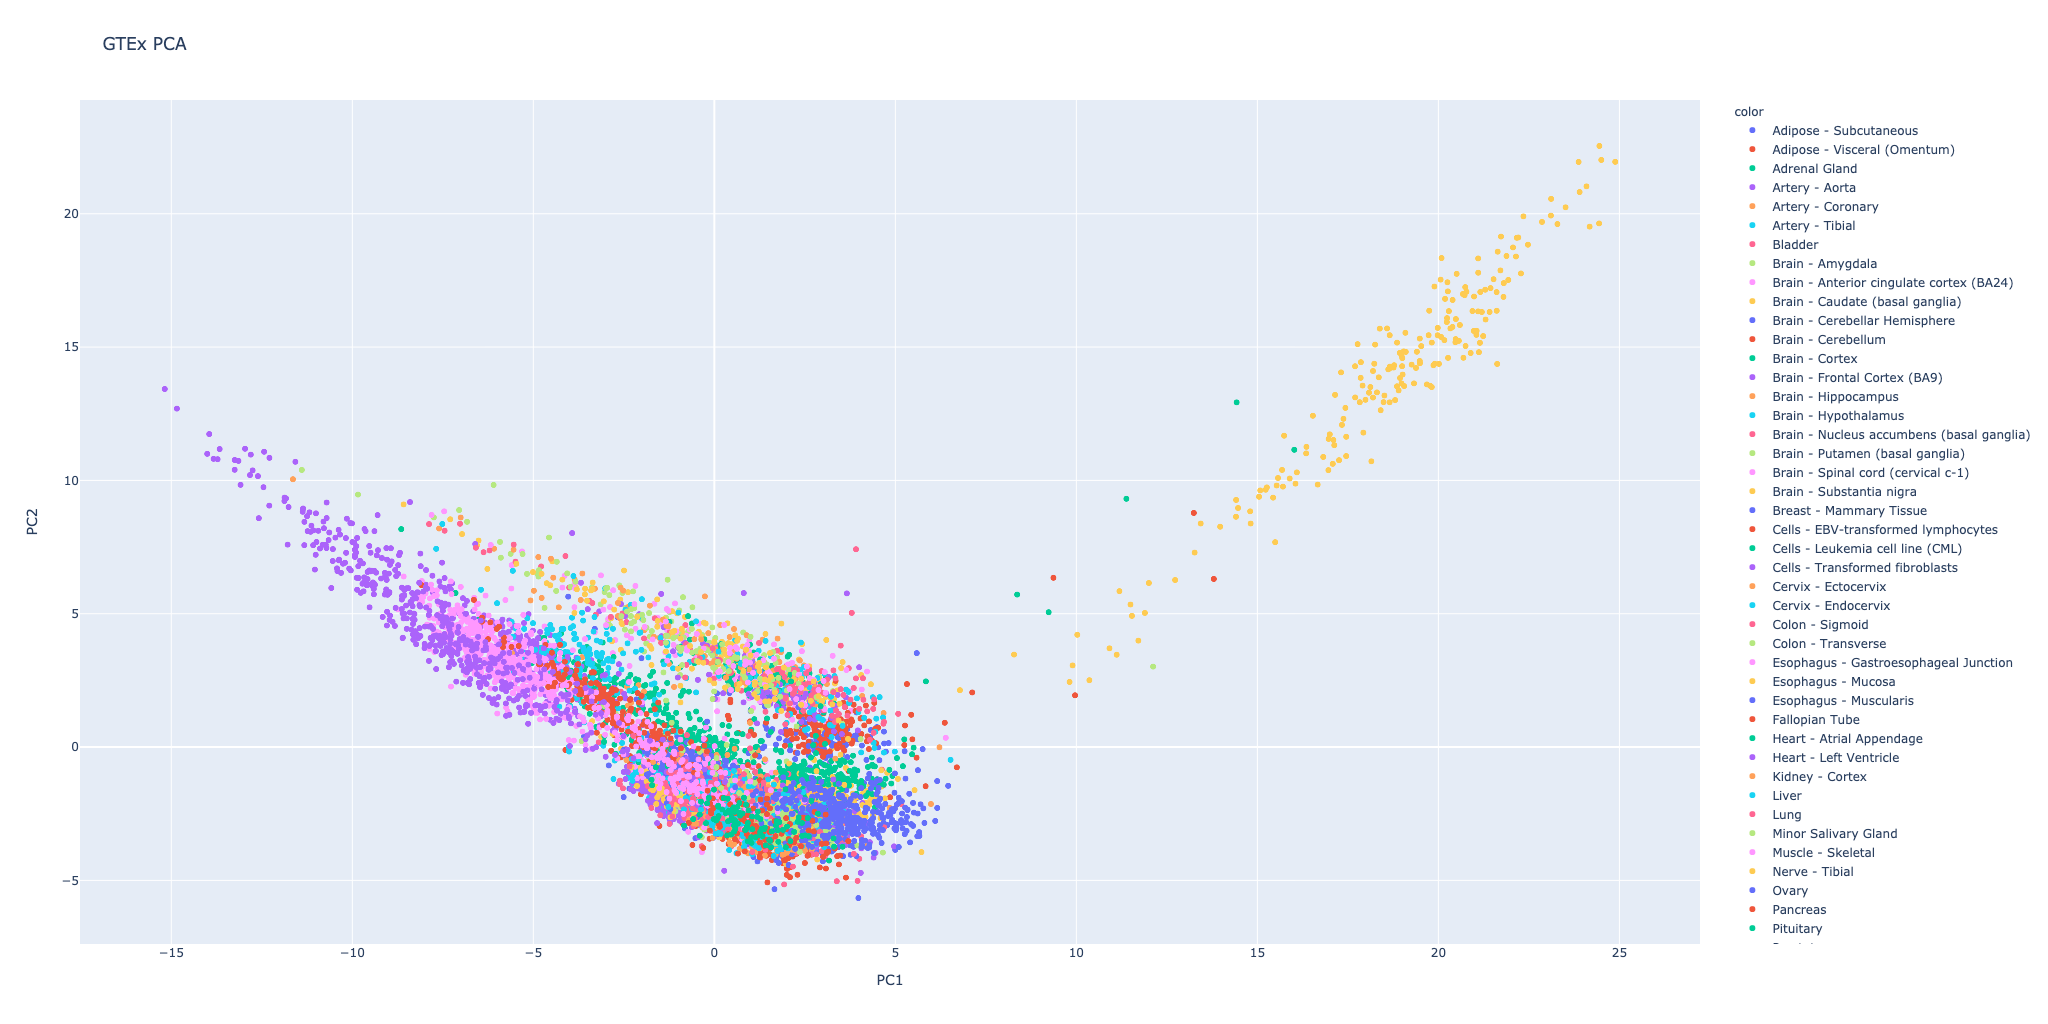 GTEx PCA
color
Adipose - Subcutaneous
Adipose - Visceral (Omentum)
Adrenal Gland
Artery - Aorta
Artery - Coronary
Artery - Tibial
Bladder
Brain - Amygdala
Brain - Anterior cingulate cortex (BA24)
Brain - Caudate (basal ganglia)
Brain - Cerebellar Hemisphere
Brain - Cerebellum
Brain - Cortex
Brain - Frontal Cortex (BA9)
Brain - Hippocampus
Brain - Hypothalamus
Brain - Nucleus accumbens (basal ganglia)
Brain - Putamen (basal ganglia)
Brain - Spinal cord (cervical c-1)
Brain - Substantia nigra
Breast - Mammary Tissue
Cells - EBV-transformed lymphocytes
Cells - Leukemia cell line (CML)
Cells - Transformed fibroblasts
Cervix - Ectocervix
Cervix - Endocervix
Colon - Sigmoid
Colon - Transverse
Esophagus - Gastroesophageal Junction
Esophagus - Mucosa
Esophagus - Muscularis
Fallopian Tube
Heart - Atrial Appendage
Heart - Left Ventricle
Kidney - Cortex
Liver
Lung
Minor Salivary Gland
Muscle - Skeletal
Nerve - Tibial
Ovary
Pancreas
Pituitary
20
15
10
5
0
−5
PC2
−15 −10 −5 0 5 10 15 20 25
PC1